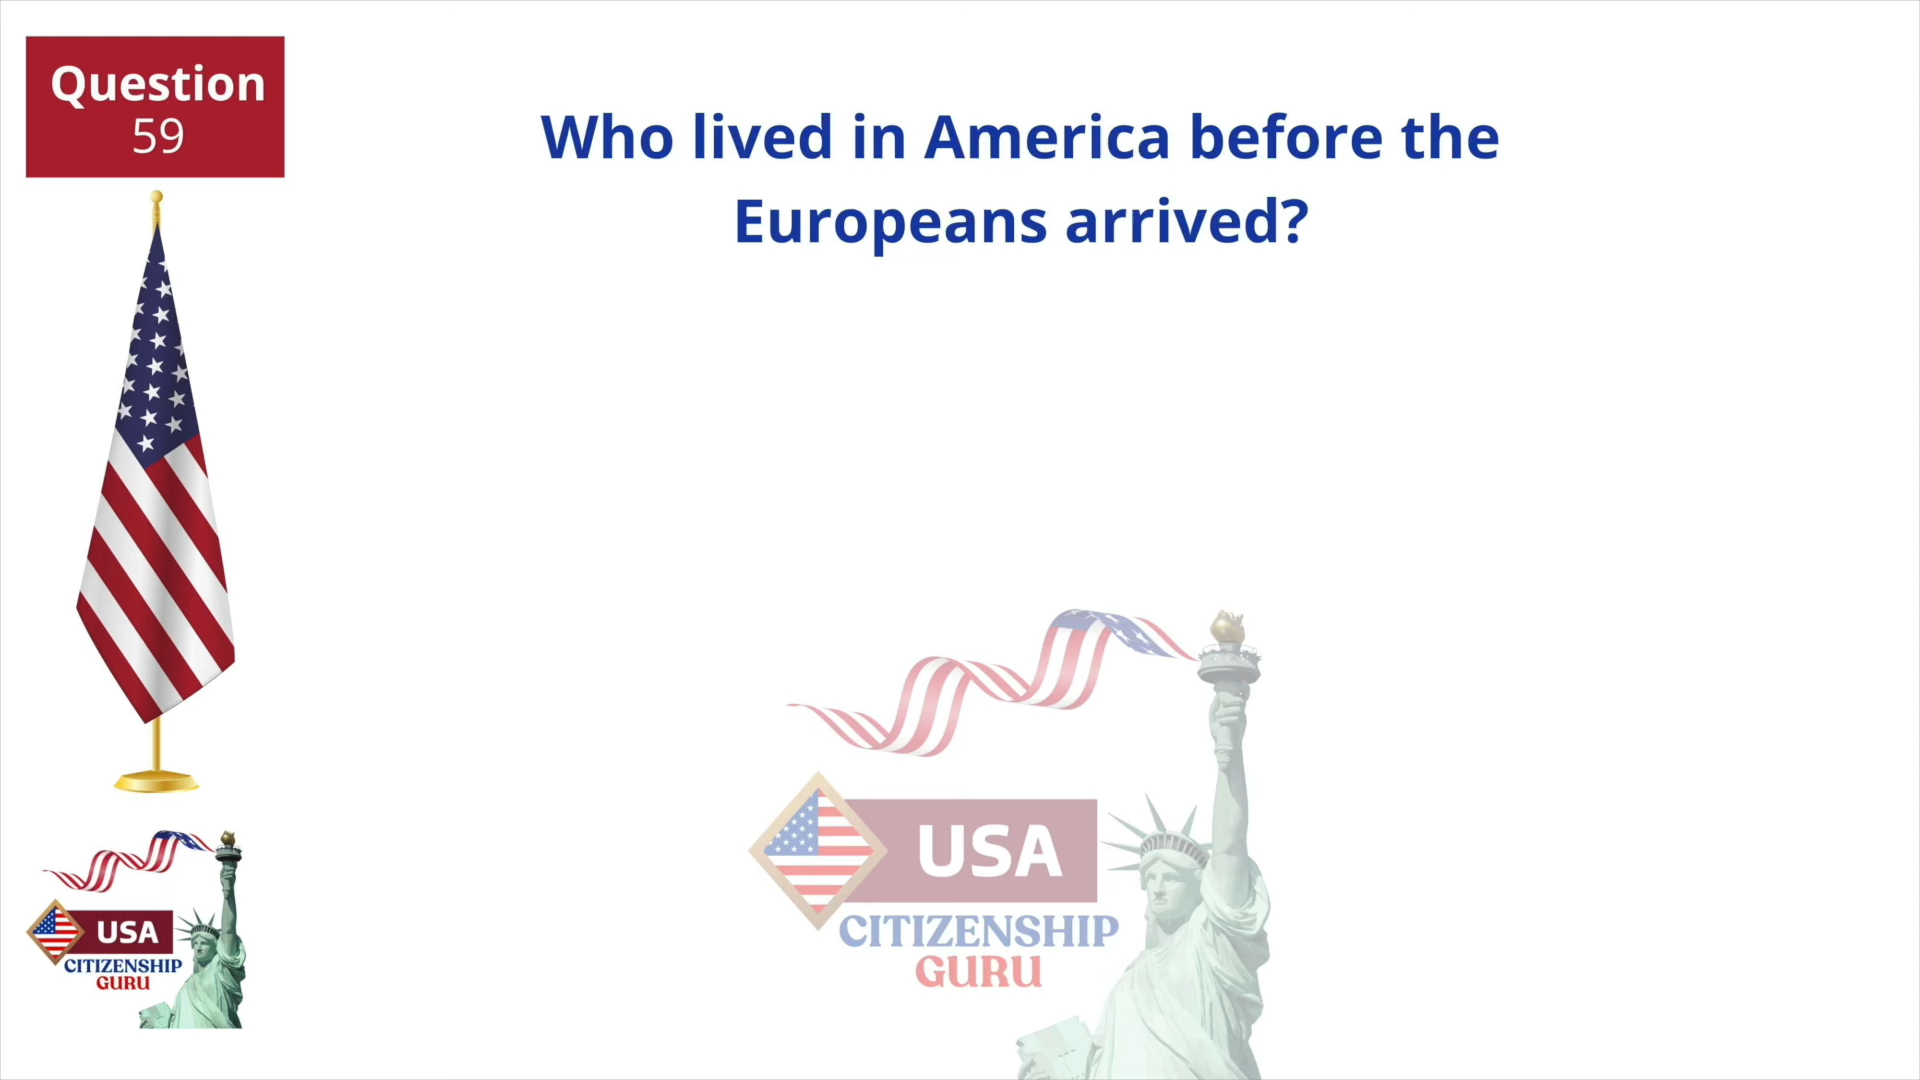 Question
59
Who lived in America before the
Europeans arrived?
USA
CITIZENSHIP
GURU
USA
CITIZENSHIP
GURU